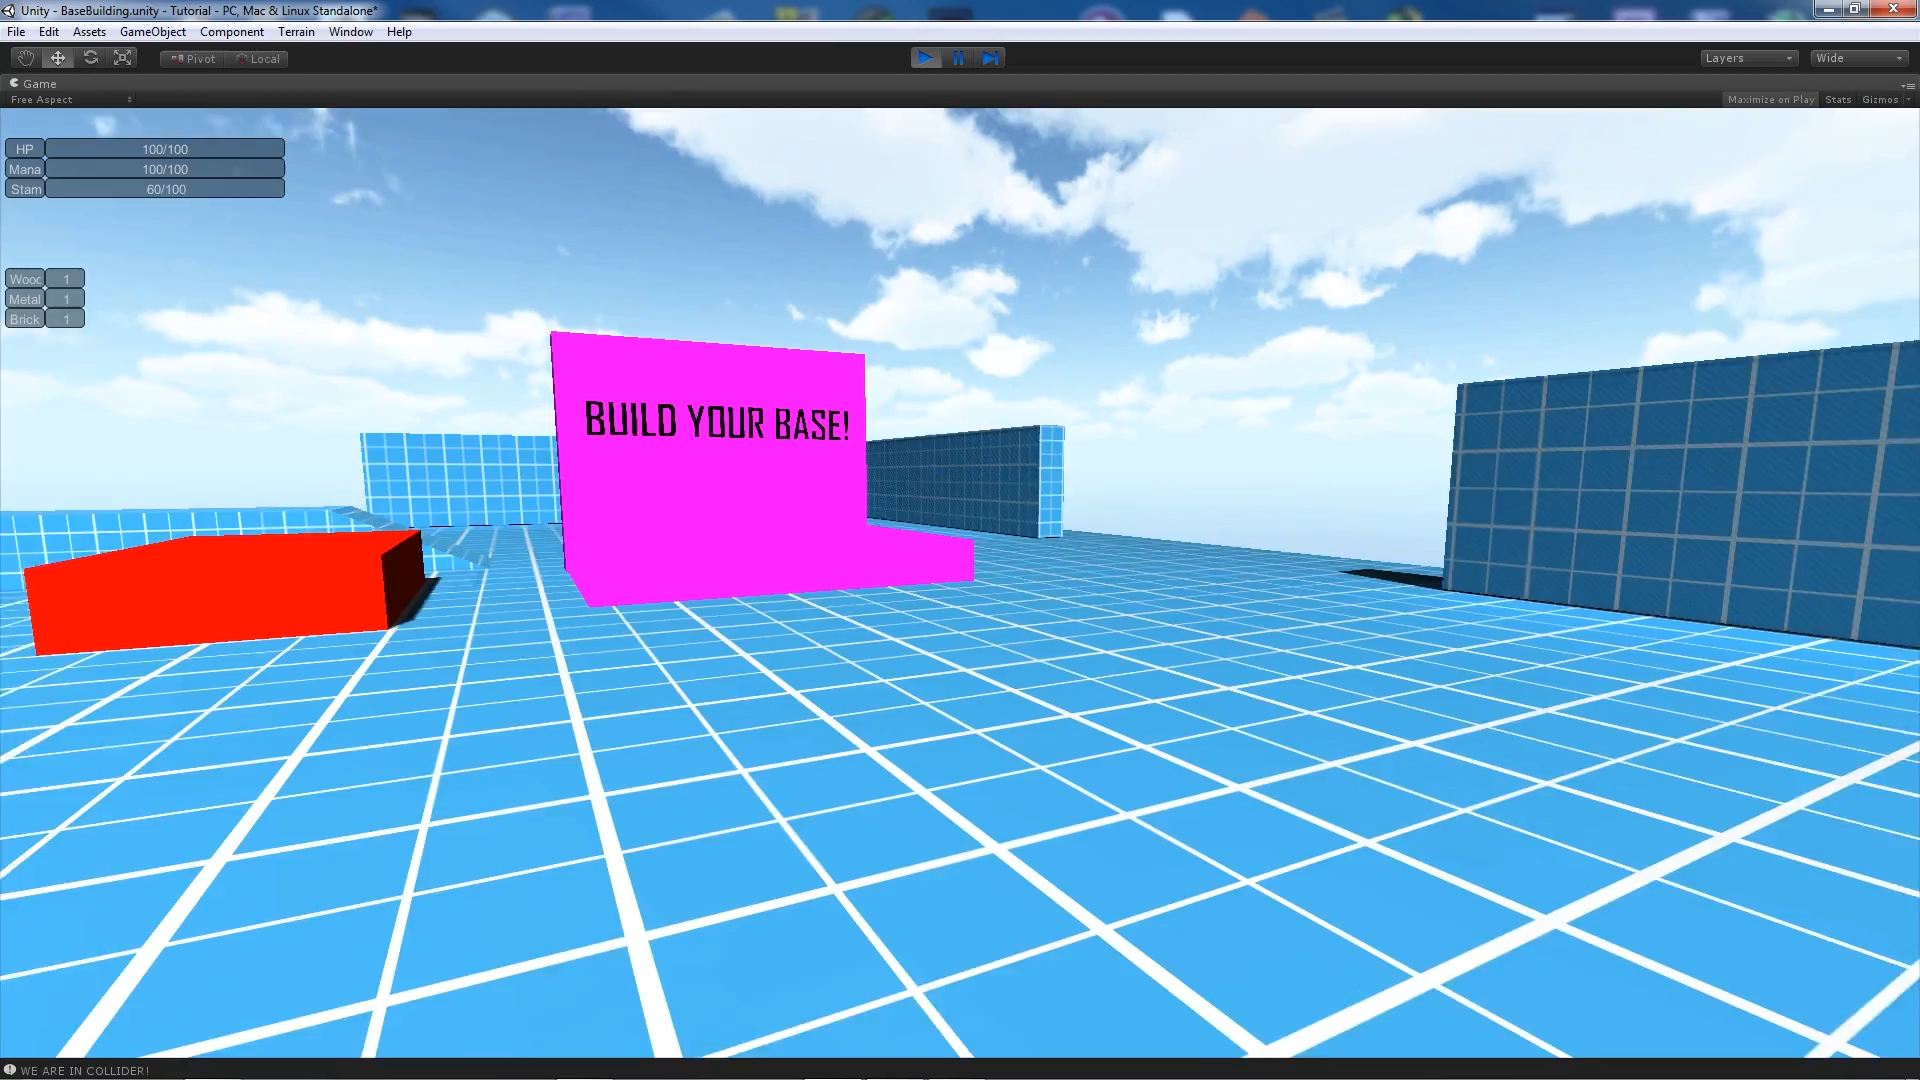 Unity - BaseBuilding.unity - Tutorial - PC, Mac & Linux Standalone*
File Edit Assets GameObject Component Terrain Window Help
Pivot Local Layers Wide
Game
Free Aspect Maximize on Play Stats Gizmos
HP 100/100
Mana 100/100
Stam 60/100
Wood 1
Metal 1
Brick 1
BUILD YOUR BASE!
WE ARE IN COLLIDER!